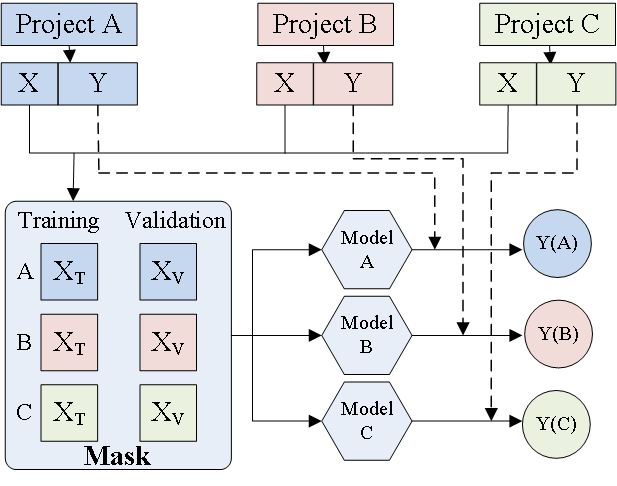 Project A
Project B
Project C
X Y
X Y
X Y
Training Validation
A X_T X_V
B X_T X_V
C X_T X_V
Mask
Model
A
Model
B
Model
C
Y(A)
Y(B)
Y(C)